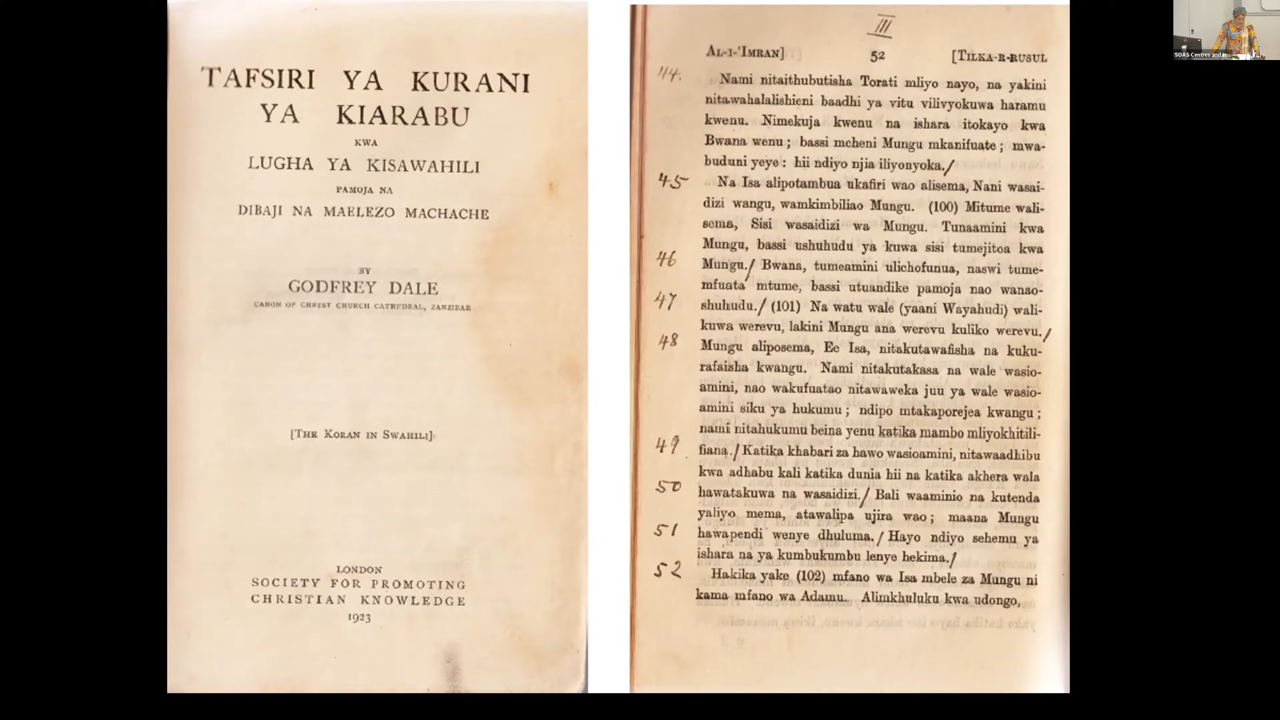 TAFSIRI YA KURANI
YA KIARABU
KWA
LUGHA YA KISAWAHILI
PAMOJA NA
DIBAJI NA MAELEZO MACHACHE
BY
GODFREY DALE
CANON OF CHRIST CHURCH CATHEDRAL, ZANZIBAR
[THE KORAN IN SWAHILI]
LONDON
SOCIETY FOR PROMOTING
CHRISTIAN KNOWLEDGE
1923
III
AL-I-'IMRAN] 52 [TILKA-R-RUSUL
44. Nami nitaithubutisha Torati mliyo nayo, na yakini
nitawahalalishieni baadhi ya vitu vilivyokuwa haramu
kwenu. Nimekuja kwenu na ishara itokayo kwa
Bwana wenu; bassi mcheni Mungu mkanifuate; mwa-
buduni yeye: hii ndiyo njia iliyonyoka./
45 Na Isa alipotambua ukafiri wao alisema, Nani wasai-
dizi wangu, wamkimbiliao Mungu. (100) Mitume wali-
sema, Sisi wasaidizi wa Mungu. Tunaamini kwa
Mungu, bassi ushuhudu ya kuwa sisi tumejitoa kwa
46 Mungu./ Bwana, tumeamini ulichofunua, naswi tume-
mfuata mtume, bassi utuandike pamoja nao wanao-
47 shuhudu./ (101) Na watu wale (yaani Wayahudi) wali-
kuwa werevu, lakini Mungu ana werevu kuliko werevu./
48 Mungu aliposema, Ee Isa, nitakutawafisha na kuku-
rafaisha kwangu. Nami nitakutakasa na wale wasio-
amini, nao wakufuatao nitawaweka juu ya wale wasio-
amini siku ya hukumu; ndipo mtakaporejea kwangu;
nami nitahukumu beina yenu katika mambo mliyokhitili-
49 fiana./ Katika khabari za hawo wasioamini, nitawaadhibu
kwa adhabu kali katika dunia hii na katika akhera wala
50 hawatakuwa na wasaidizi./ Bali waaminio na kutenda
yaliyo mema, atawalipa ujira wao; maana Mungu
51 hawapendi wenye dhuluma./ Hayo ndiyo sehemu ya
ishara na ya kumbukumbu lenye hekima./
52 Hakika yake (102) mfano wa Isa mbele za Mungu ni
kama mfano wa Adamu. Alimkhuluku kwa udongo,
SOAS Centres and